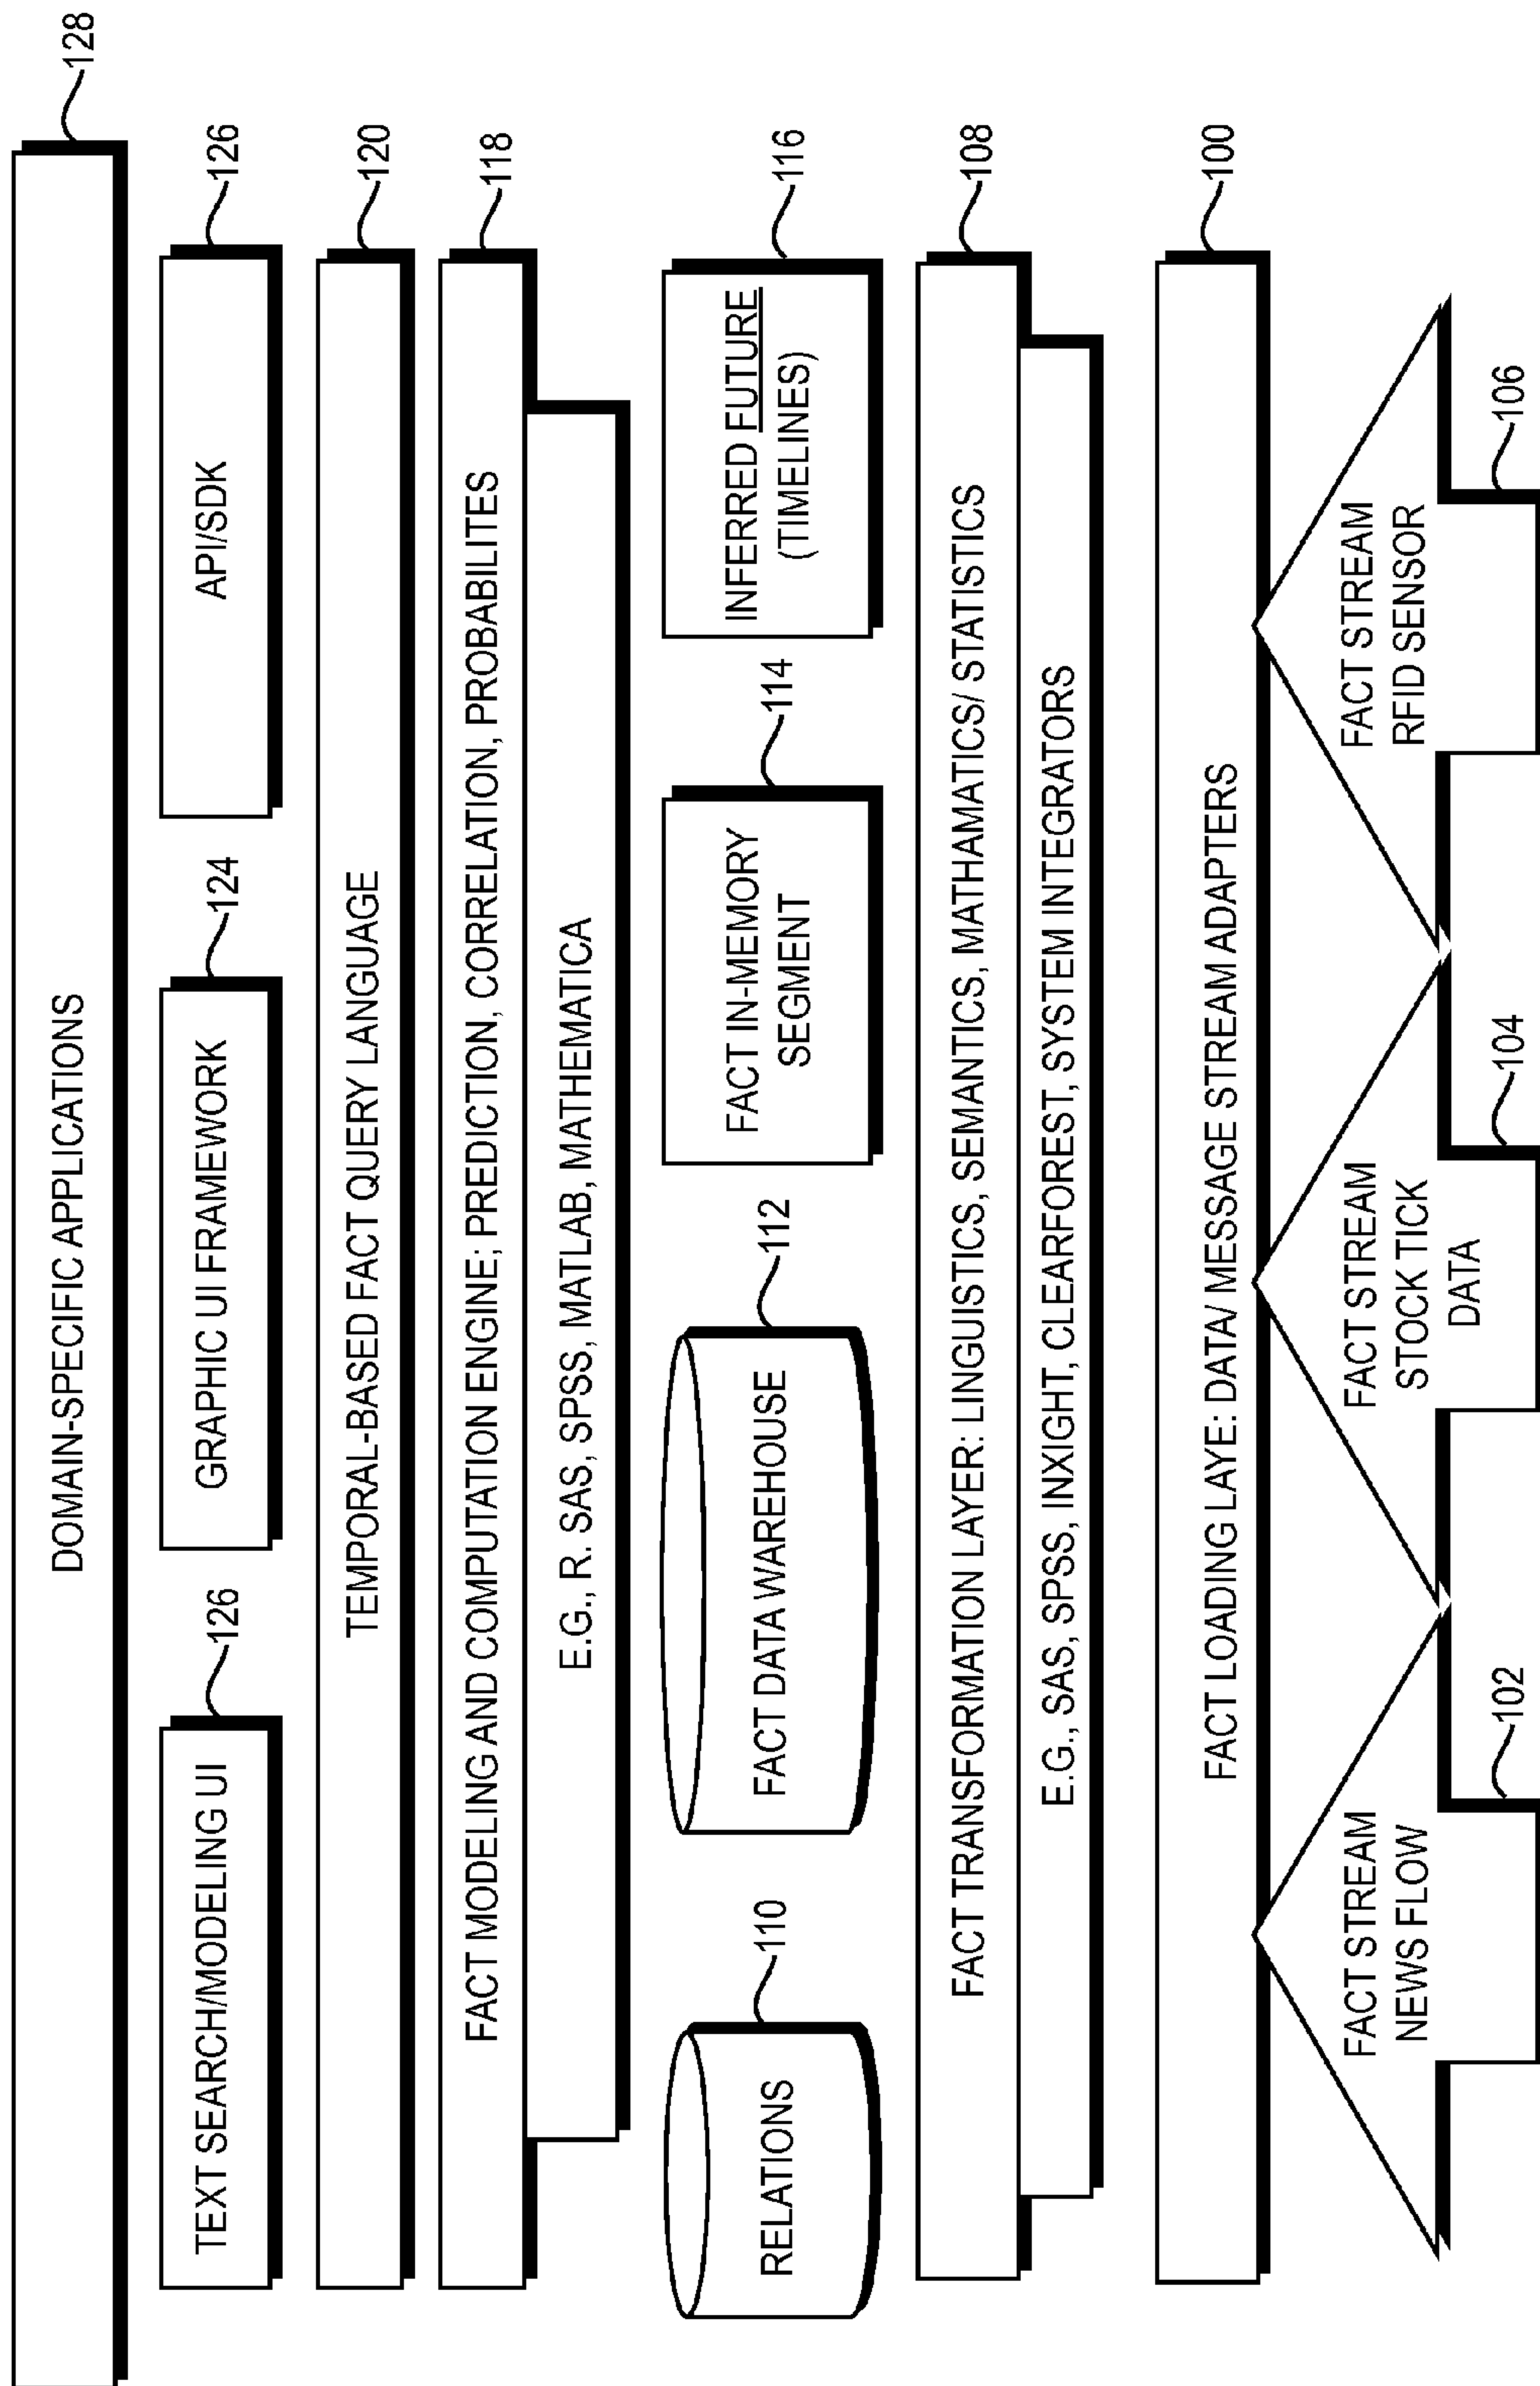 DOMAIN-SPECIFIC APPLICATIONS
128
TEXT SEARCH/MODELING UI
126
GRAPHIC UI FRAMEWORK
124
API/SDK
126
TEMPORAL-BASED FACT QUERY LANGUAGE
120
FACT MODELING AND COMPUTATION ENGINE; PREDICTION, CORRELATION, PROBABILITES
118
E.G., R. SAS, SPSS, MATLAB, MATHEMATICA
RELATIONS
110
FACT DATA WAREHOUSE
112
FACT IN-MEMORY
SEGMENT
114
INFERRED FUTURE
(TIMELINES)
116
FACT TRANSFORMATION LAYER: LINGUISTICS, SEMANTICS, MATHAMATICS/ STATISTICS
108
E.G., SAS, SPSS, INXIGHT, CLEARFOREST, SYSTEM INTEGRATORS
FACT LOADING LAYE: DATA/ MESSAGE STREAM ADAPTERS
100
FACT STREAM
NEWS FLOW
102
FACT STREAM
STOCK TICK
DATA
104
FACT STREAM
RFID SENSOR
106